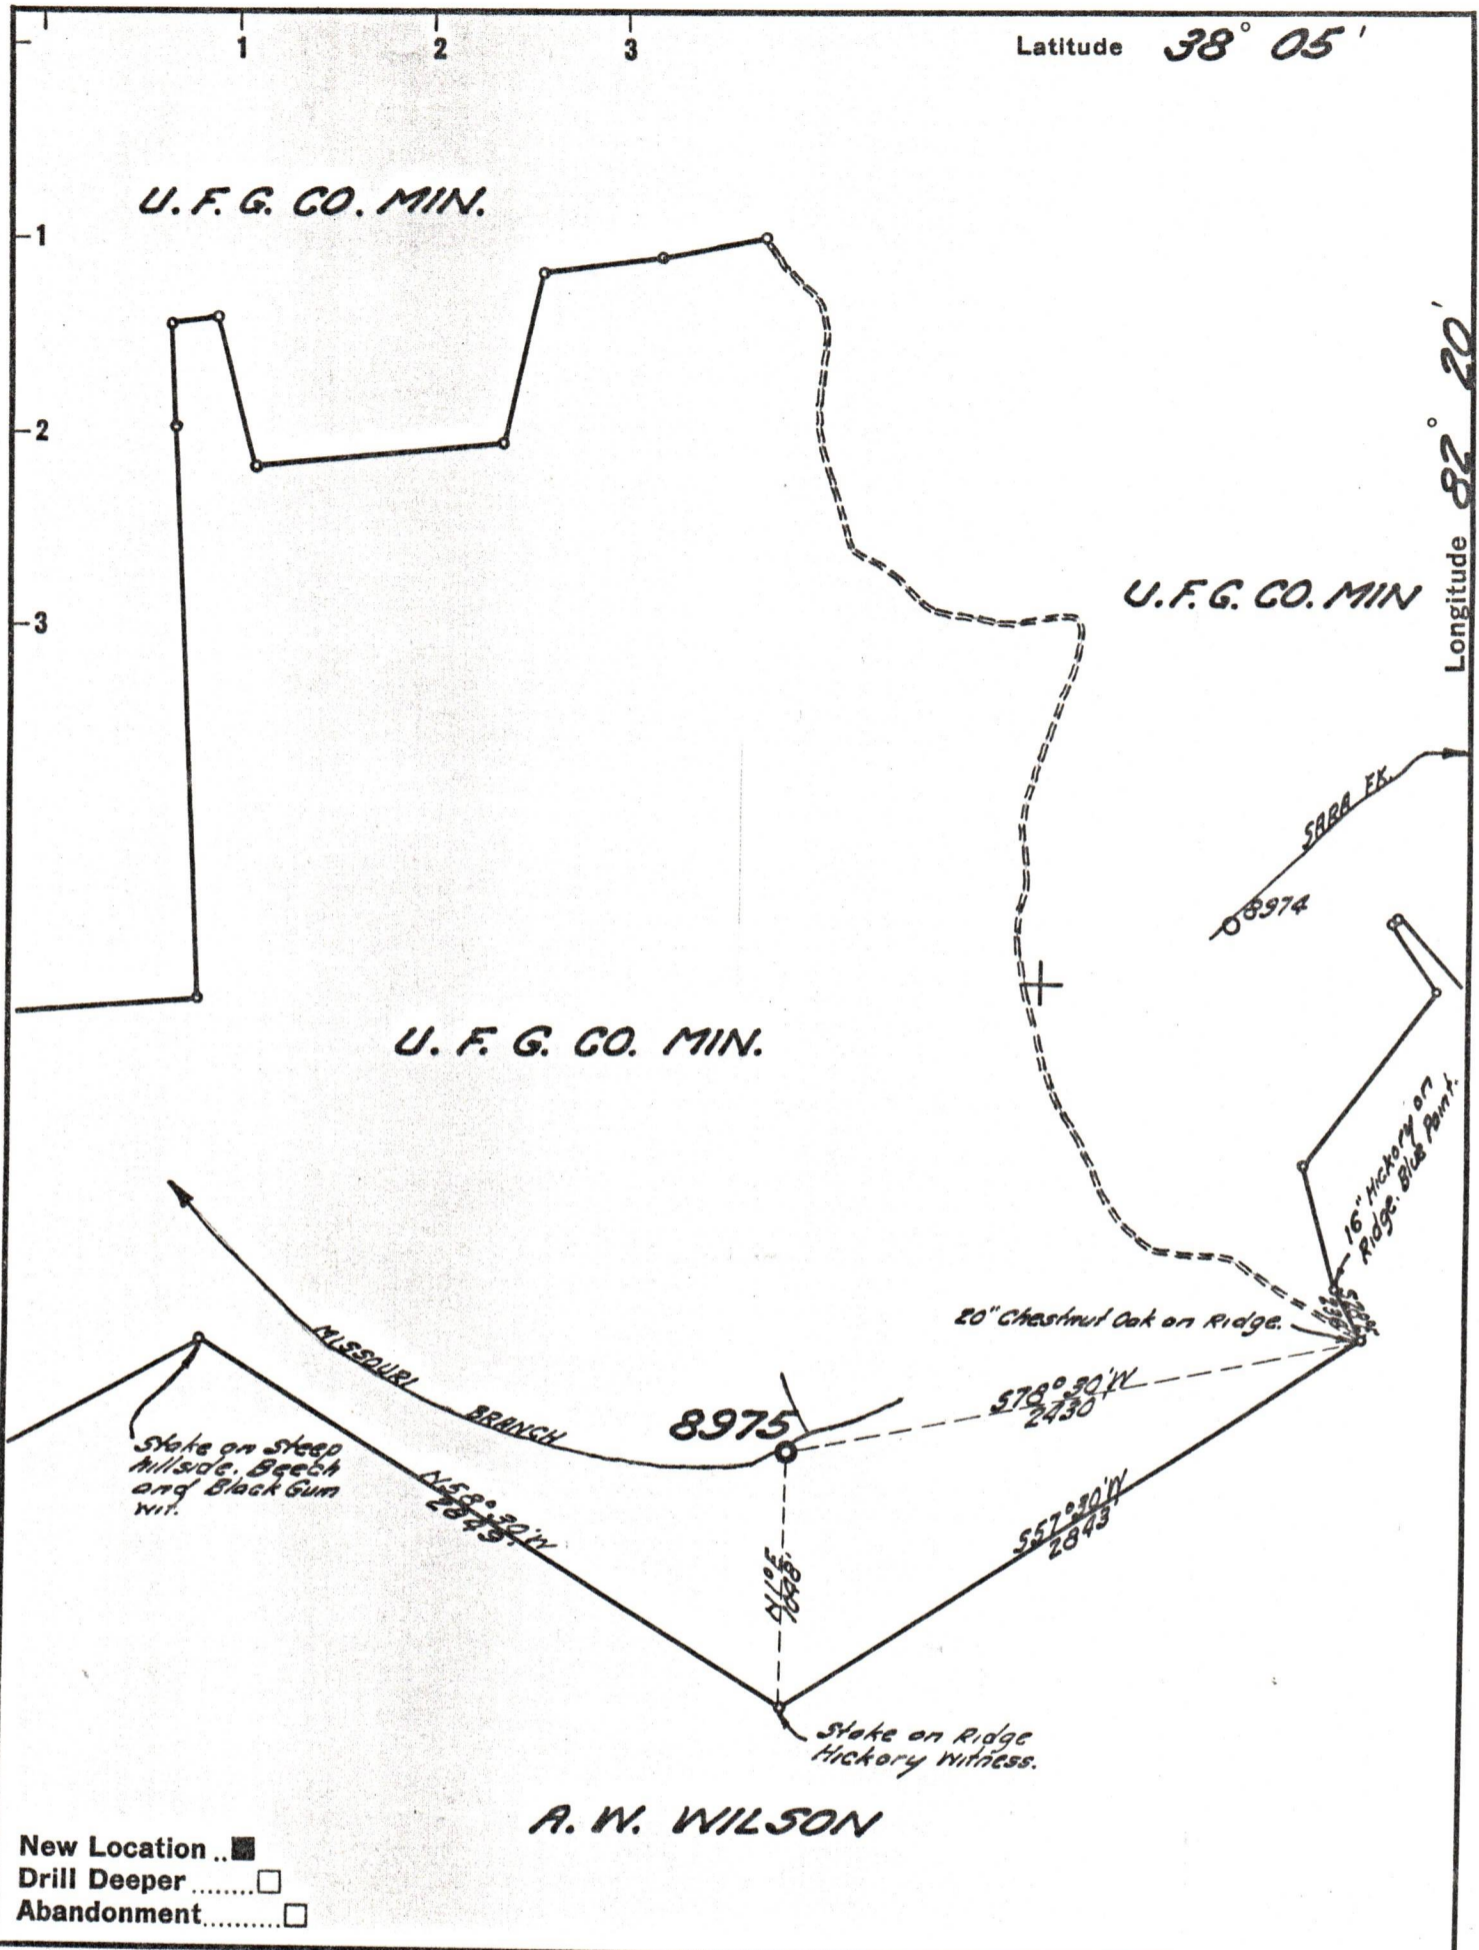 1 2 3
Latitude 38° 05'
U. F. G. CO. MIN.
1
2
3
Longitude 82° 20'
U. F. G. CO. MIN
SARA FK.
8974
U. F. G. CO. MIN.
16" Hickory on
Ridge. Blue Paint.
20" Chestnut Oak on Ridge.
MISSOURI BRANCH
8975
S78°30'W
2430
Stake on Steep
hillside. Beech
and Black Gum
wit.
N58°30'W
2849'
S57°30'W
2843
N1°E
1098'
Stake on Ridge
Hickory Witness.
A. W. WILSON
New Location ..
Drill Deeper ........
Abandonment..........